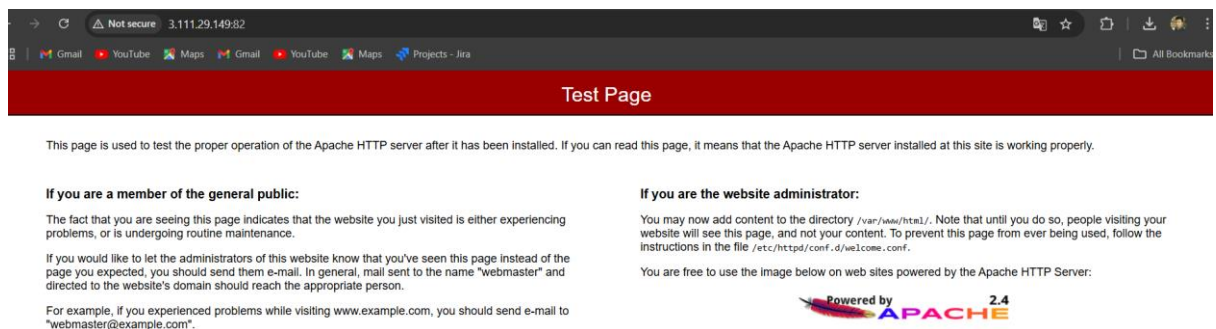 Not secure 3.111.29.149:82
Gmail YouTube Maps Gmail YouTube Maps Projects - Jira All Bookmarks
Test Page
This page is used to test the proper operation of the Apache HTTP server after it has been installed. If you can read this page, it means that the Apache HTTP server installed at this site is working properly.
If you are a member of the general public:
The fact that you are seeing this page indicates that the website you just visited is either experiencing
problems, or is undergoing routine maintenance.
If you would like to let the administrators of this website know that you've seen this page instead of the
page you expected, you should send them e-mail. In general, mail sent to the name "webmaster" and
directed to the website's domain should reach the appropriate person.
For example, if you experienced problems while visiting www.example.com, you should send e-mail to
"webmaster@example.com".
If you are the website administrator:
You may now add content to the directory /var/www/html/. Note that until you do so, people visiting your
website will see this page, and not your content. To prevent this page from ever being used, follow the
instructions in the file /etc/httpd/conf.d/welcome.conf.
You are free to use the image below on web sites powered by the Apache HTTP Server:
Powered by 2.4
APACHE